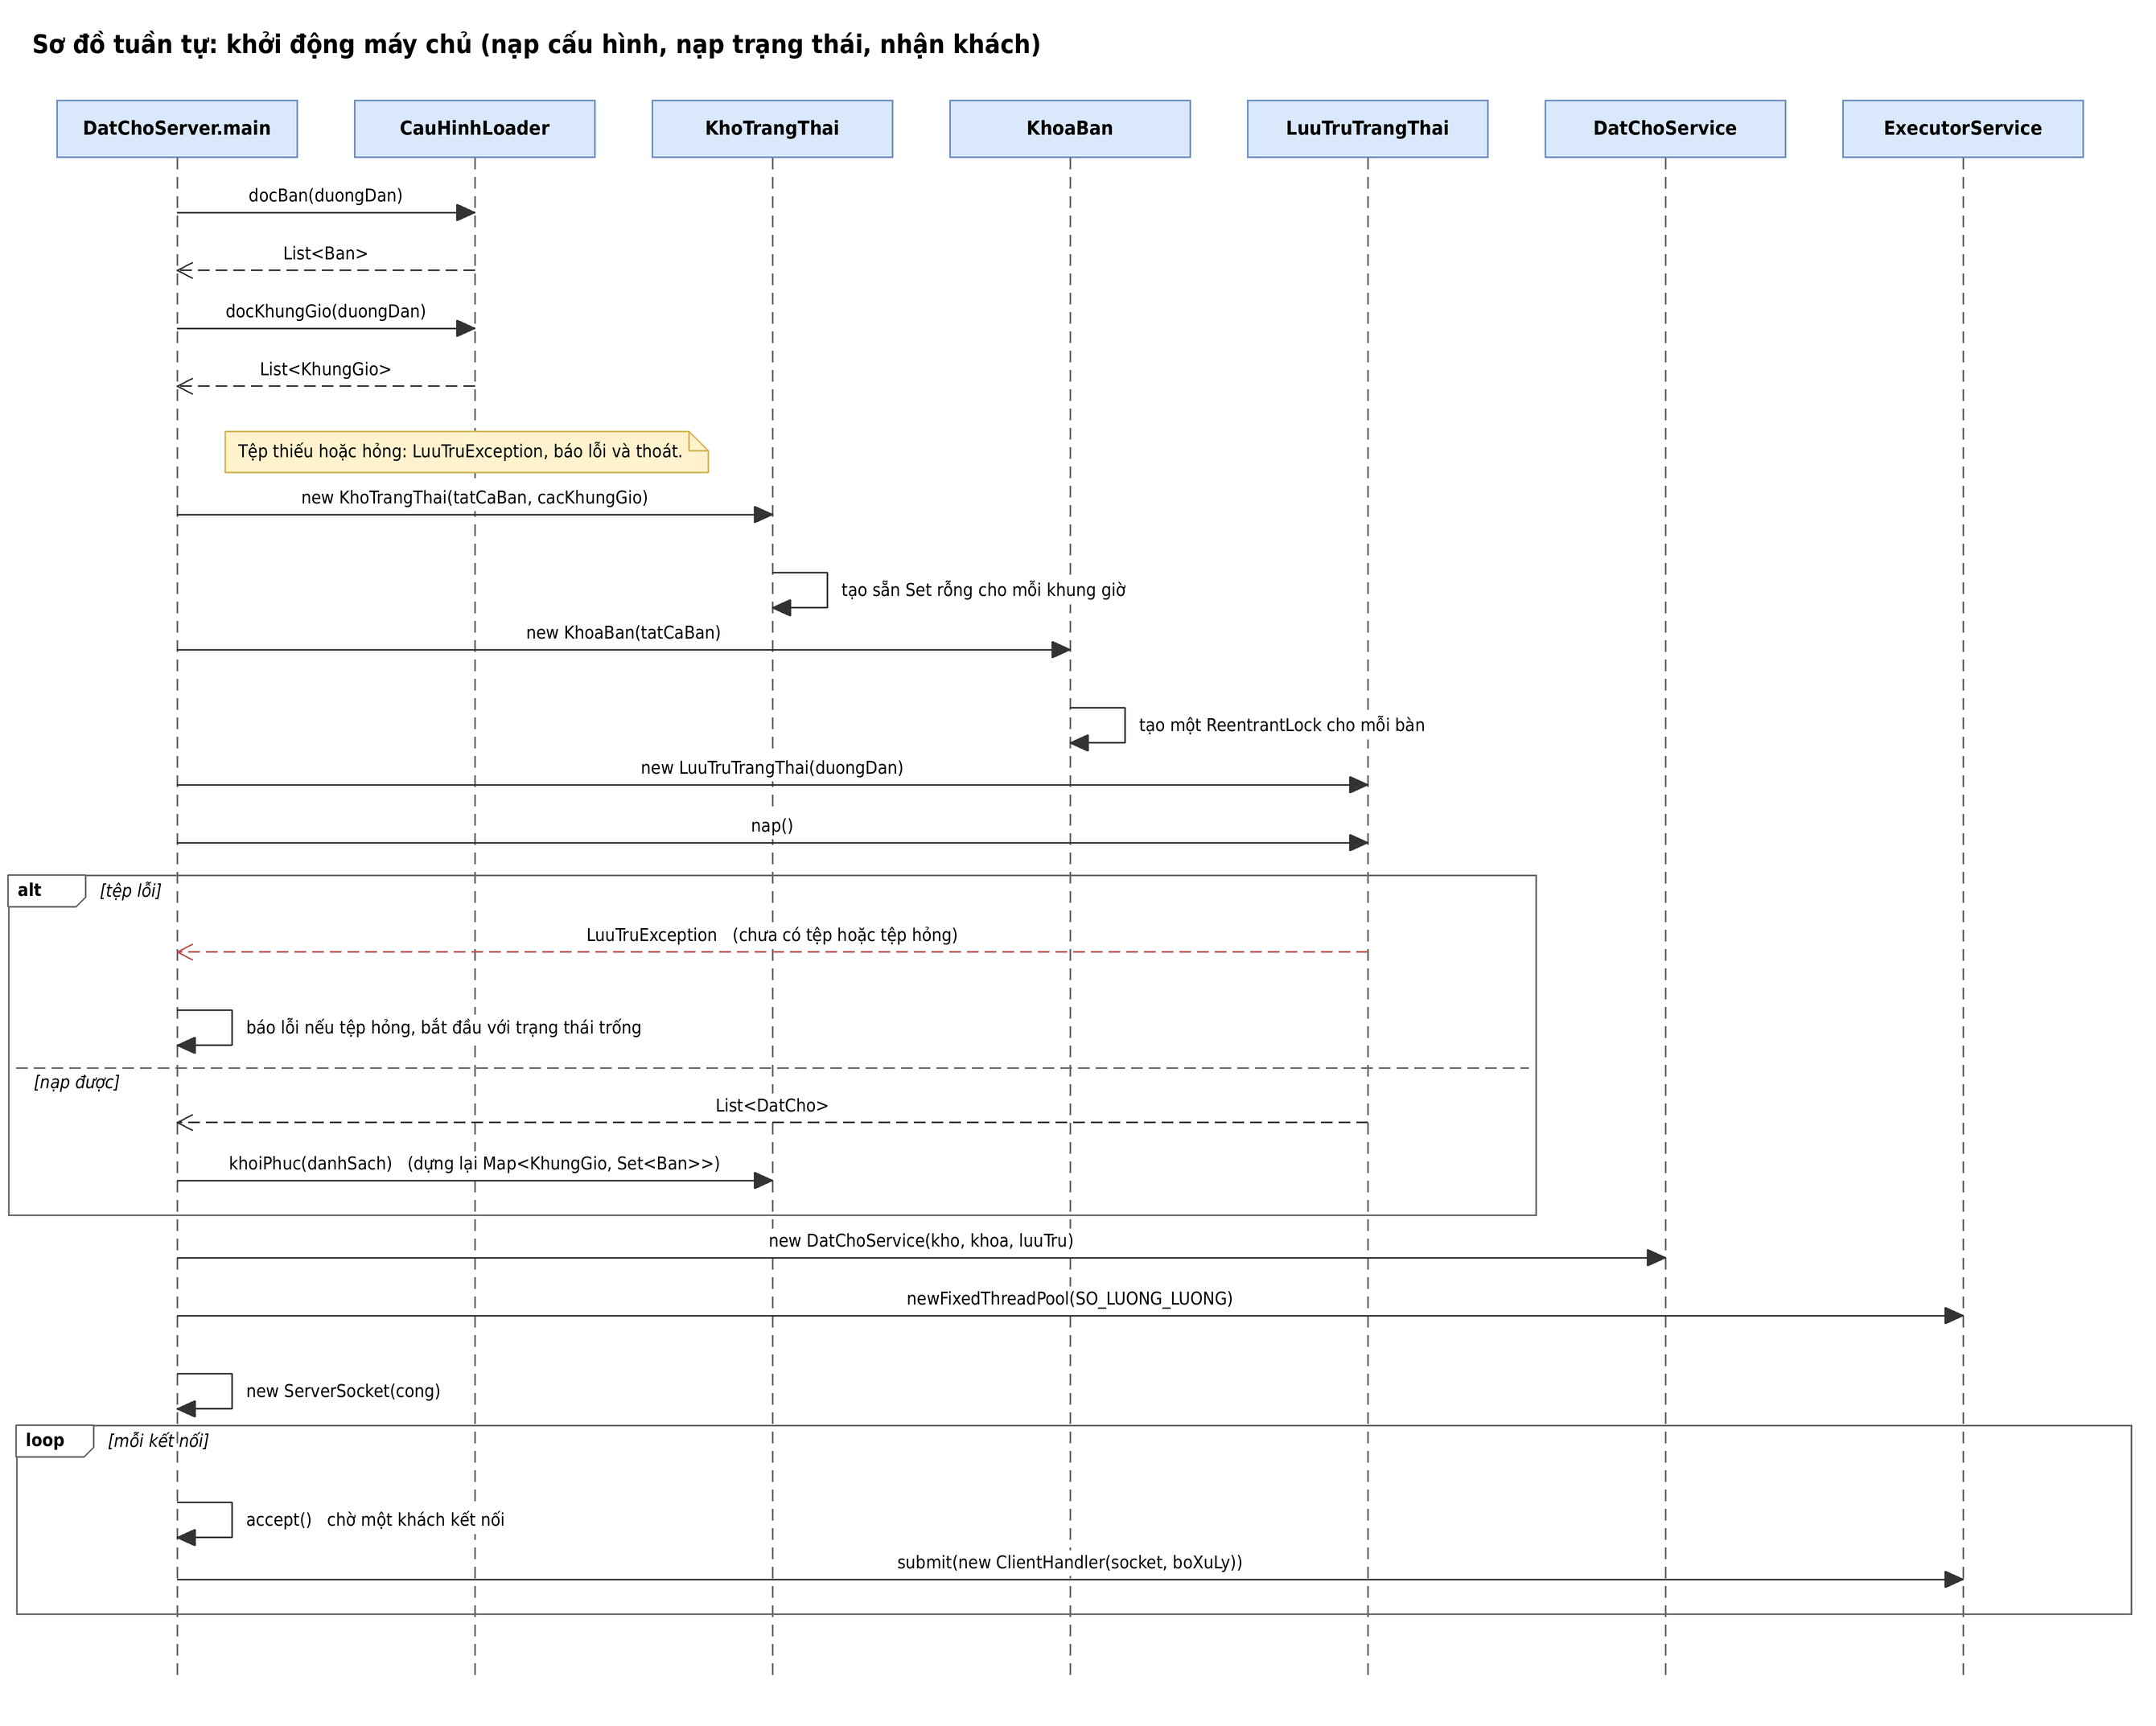 Sơ đồ tuần tự: khởi động máy chủ (nạp cấu hình, nạp trạng thái, nhận khách)
DatChoServer.main
CauHinhLoader
KhoTrangThai
KhoaBan
LuuTruTrangThai
DatChoService
ExecutorService
docBan(duongDan)
List<Ban>
docKhungGio(duongDan)
List<KhungGio>
Tệp thiếu hoặc hỏng: LuuTruException, báo lỗi và thoát.
new KhoTrangThai(tatCaBan, cacKhungGio)
tạo sẵn Set rỗng cho mỗi khung giờ
new KhoaBan(tatCaBan)
tạo một ReentrantLock cho mỗi bàn
new LuuTruTrangThai(duongDan)
nap()
alt [tệp lỗi]
LuuTruException (chưa có tệp hoặc tệp hỏng)
báo lỗi nếu tệp hỏng, bắt đầu với trạng thái trống
[nạp được]
List<DatCho>
khoiPhuc(danhSach) (dựng lại Map<KhungGio, Set<Ban>>)
new DatChoService(kho, khoa, luuTru)
newFixedThreadPool(SO_LUONG_LUONG)
new ServerSocket(cong)
loop [mỗi kết nối]
accept() chờ một khách kết nối
submit(new ClientHandler(socket, boXuLy))